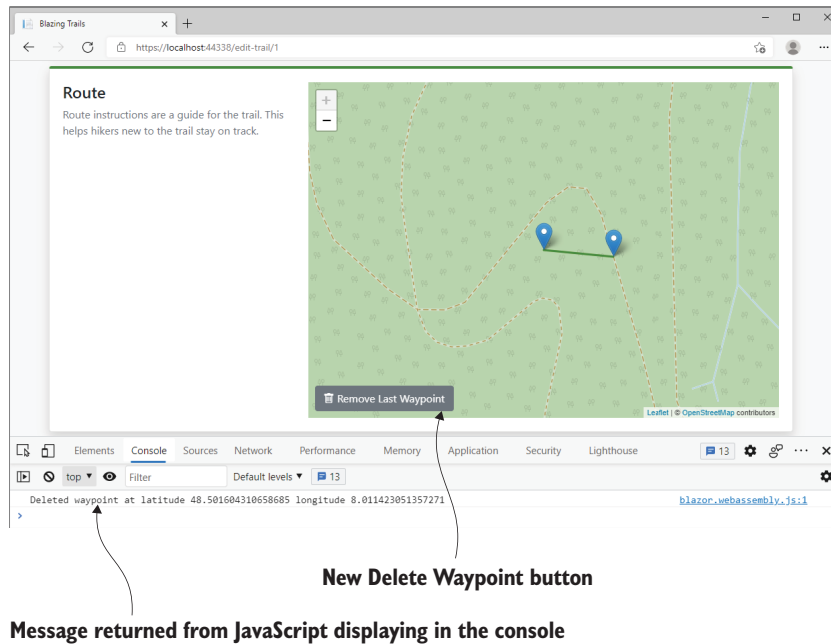 Blazing Trails
https://localhost:44338/edit-trail/1
Route
Route instructions are a guide for the trail. This
helps hikers new to the trail stay on track.
+
−
Remove Last Waypoint
Leaflet | © OpenStreetMap contributors
Elements Console Sources Network Performance Memory Application Security Lighthouse 13
top Filter Default levels 13
Deleted waypoint at latitude 48.501604310658685 longitude 8.011423051357271 blazor.webassembly.js:1
>
New Delete Waypoint button
Message returned from JavaScript displaying in the console